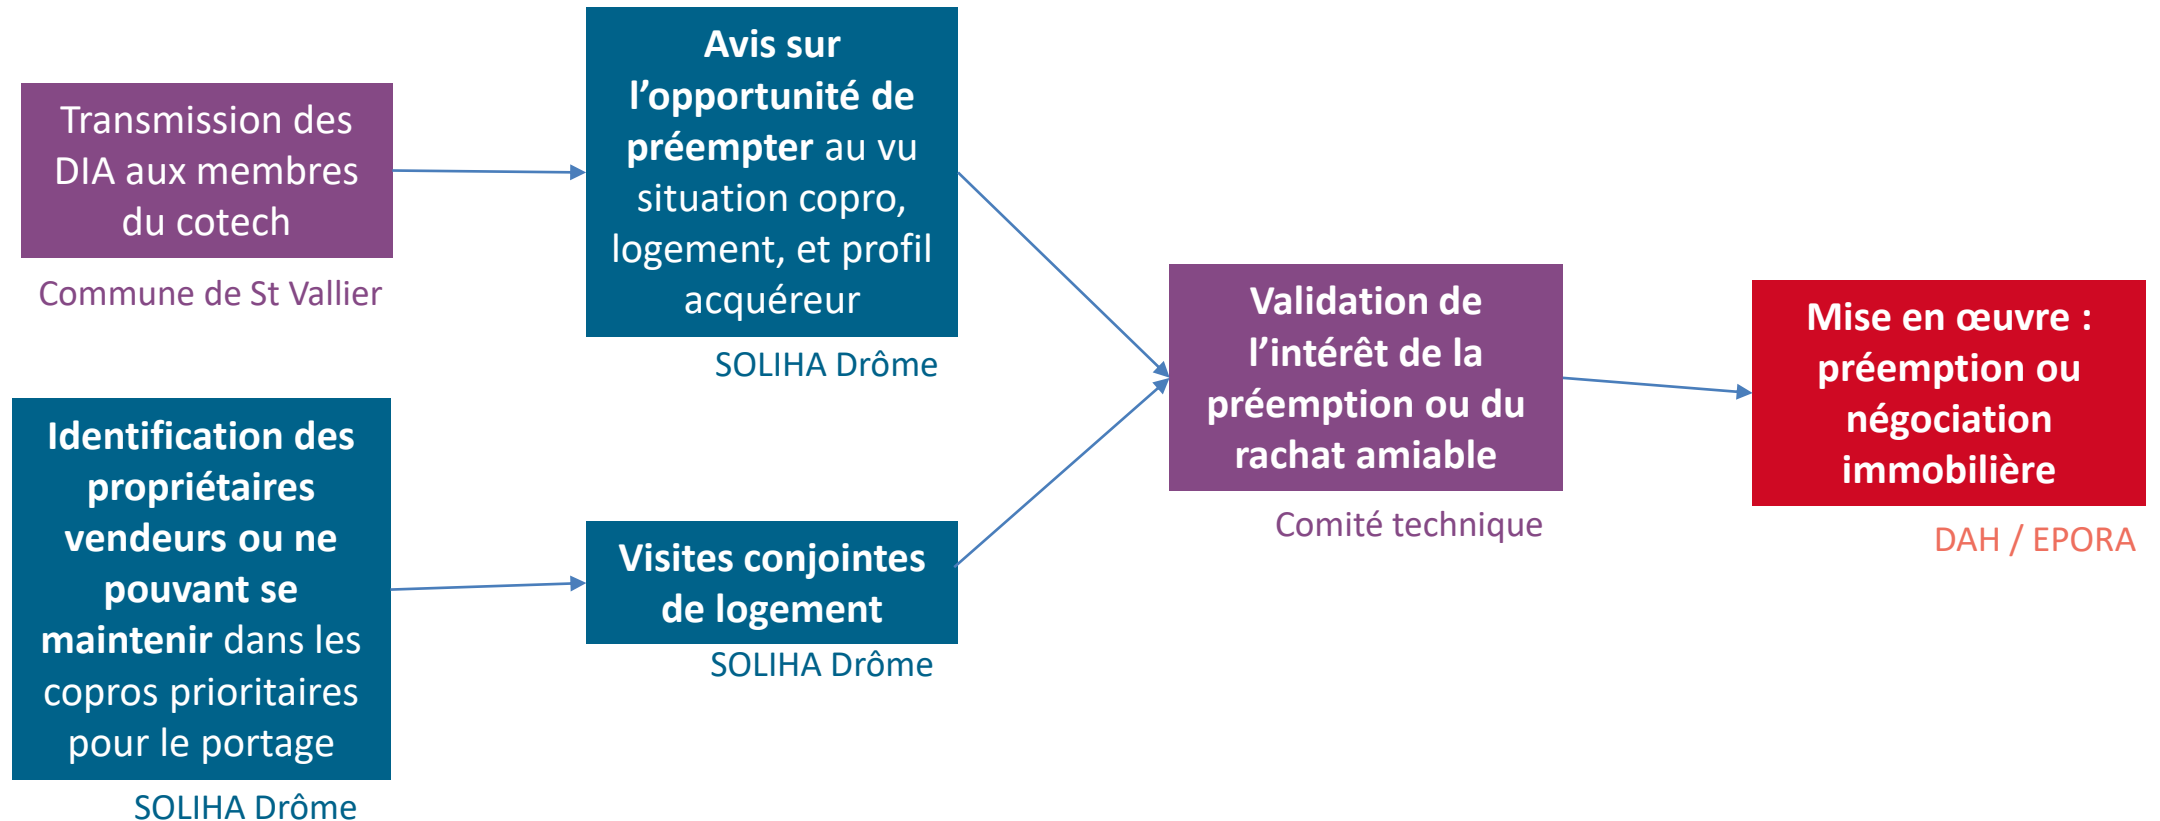 Transmission des
DIA aux membres
du cotech
Commune de St Vallier
Avis sur
l’opportunité de
préempter au vu
situation copro,
logement, et profil
acquéreur
SOLIHA Drôme
Identification des
propriétaires
vendeurs ou ne
pouvant se
maintenir dans les
copros prioritaires
pour le portage
SOLIHA Drôme
Visites conjointes
de logement
SOLIHA Drôme
Validation de
l’intérêt de la
préemption ou du
rachat amiable
Comité technique
Mise en œuvre :
préemption ou
négociation
immobilière
DAH / EPORA